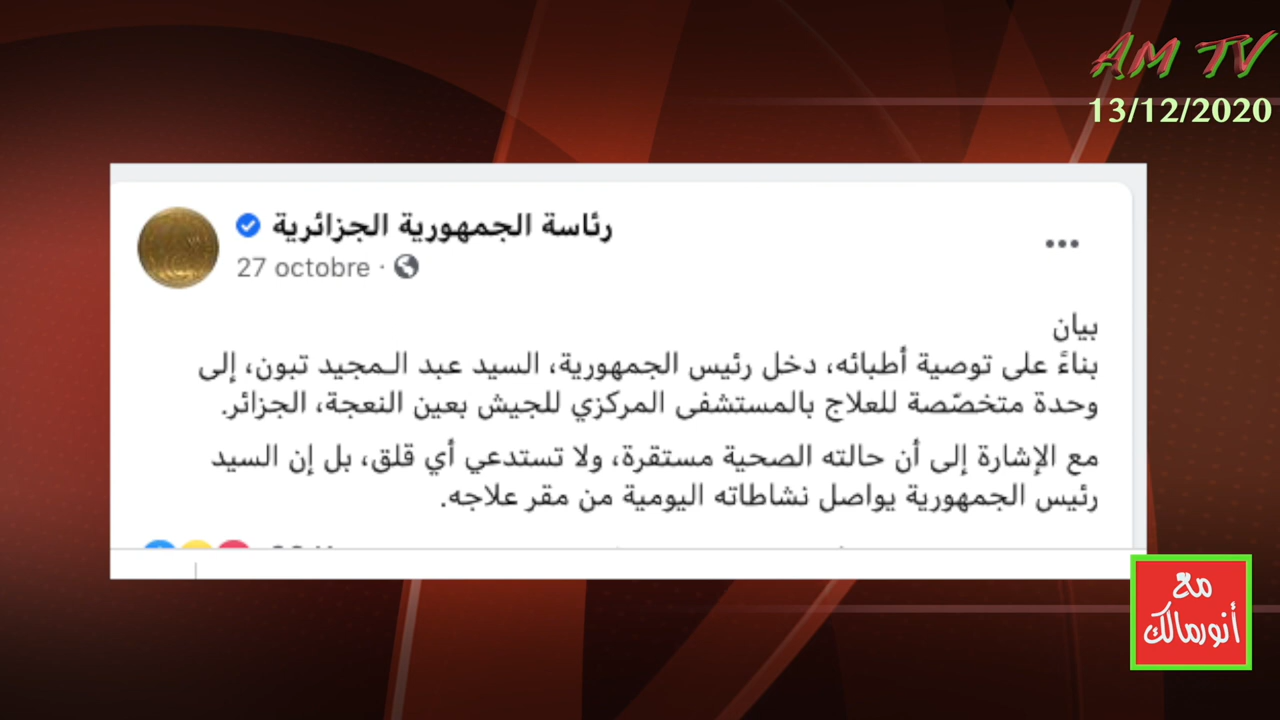 AM TV
13/12/2020
رئاسة الجمهورية الجزائرية
27 octobre ·
بيان
بناءً على توصية أطبائه، دخل رئيس الجمهورية، السيد عبد الـمجيد تبون، إلى
وحدة متخصّصة للعلاج بالمستشفى المركزي للجيش بعين النعجة، الجزائر.
مع الإشارة إلى أن حالته الصحية مستقرة، ولا تستدعي أي قلق، بل إن السيد
رئيس الجمهورية يواصل نشاطاته اليومية من مقر علاجه.
مع
أنورمالك